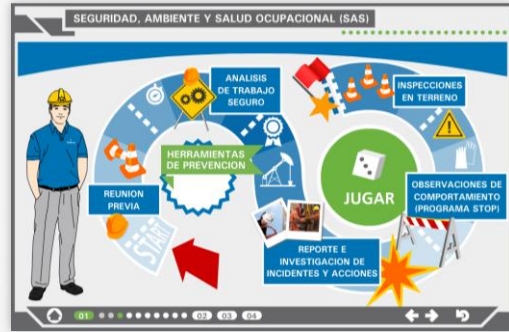 SEGURIDAD, AMBIENTE Y SALUD OCUPACIONAL (SAS)
ANALISIS
DE TRABAJO
SEGURO
INSPECCIONES
EN TERRENO
HERRAMIENTAS
DE PREVENCION
REUNION
PREVIA
START
JUGAR
OBSERVACIONES DE
COMPORTAMIENTO
(PROGRAMA STOP)
REPORTE E
INVESTIGACION DE
INCIDENTES Y ACCIONES
01 02 03 04